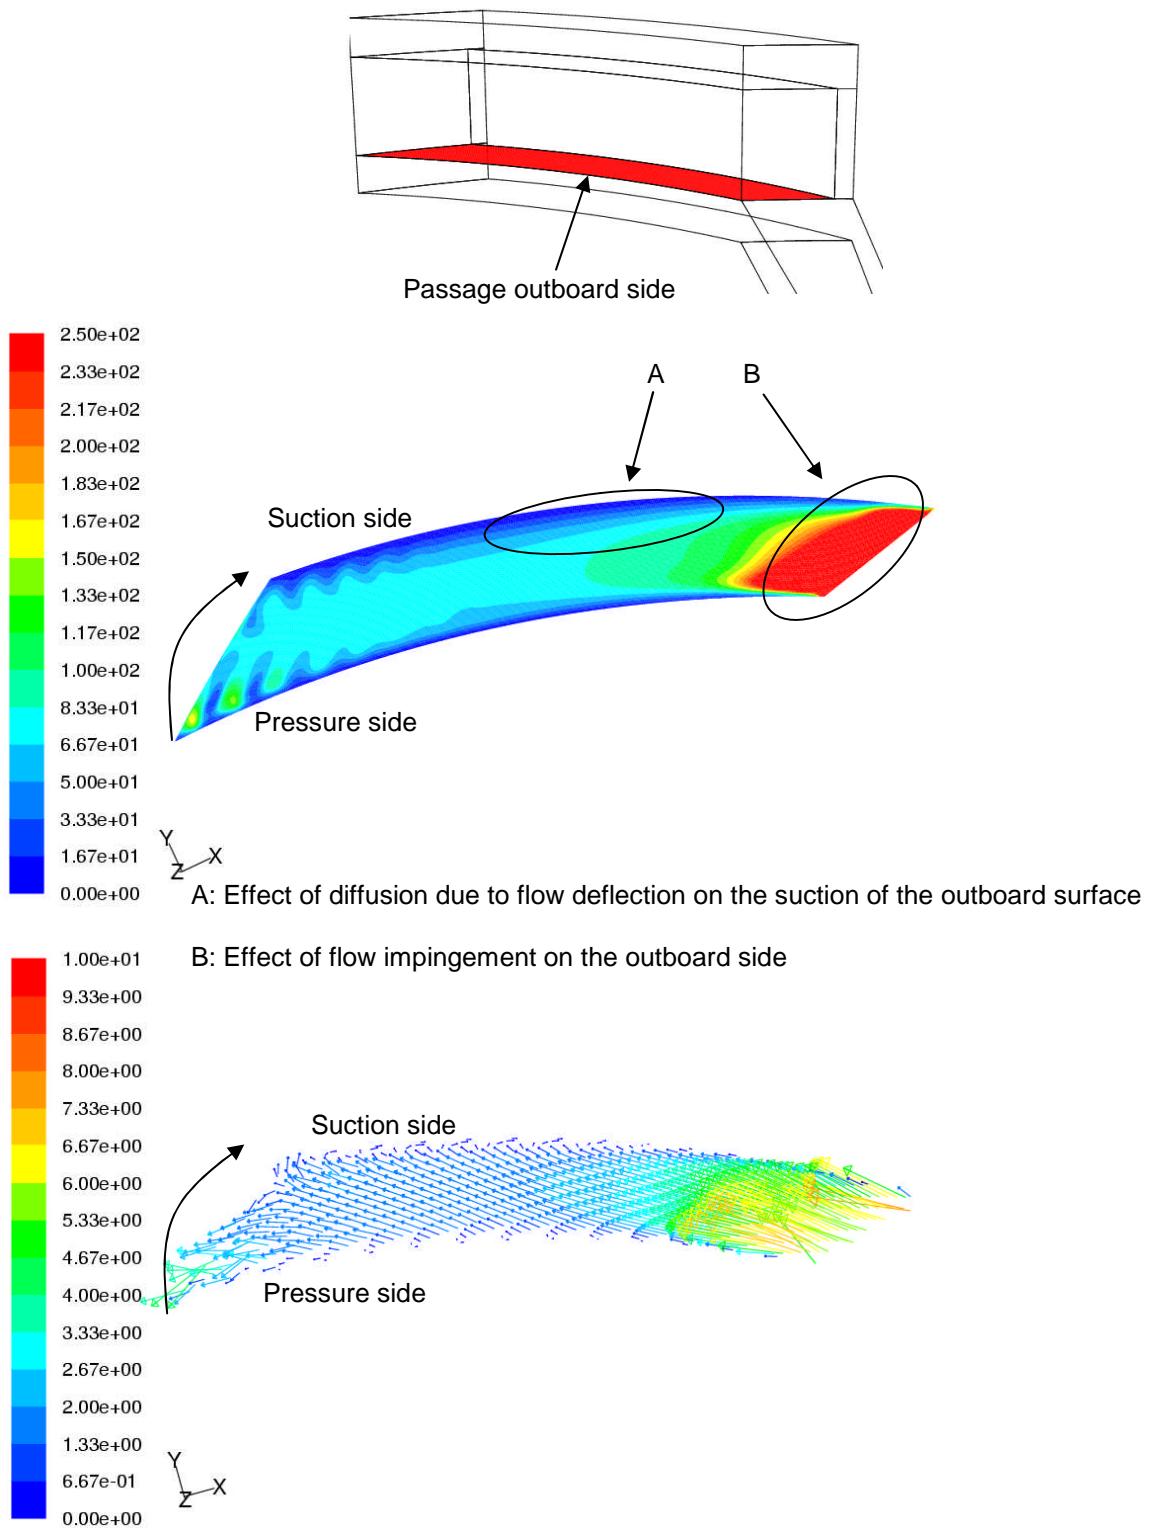 Passage outboard side
2.50e+02
2.33e+02
2.17e+02
2.00e+02
1.83e+02
1.67e+02
1.50e+02
1.33e+02
1.17e+02
1.00e+02
8.33e+01
6.67e+01
5.00e+01
3.33e+01
1.67e+01
0.00e+00
A B
Suction side
Pressure side
Y
X
Z
A: Effect of diffusion due to flow deflection on the suction of the outboard surface
B: Effect of flow impingement on the outboard side
1.00e+01
9.33e+00
8.67e+00
8.00e+00
7.33e+00
6.67e+00
6.00e+00
5.33e+00
4.67e+00
4.00e+00
3.33e+00
2.67e+00
2.00e+00
1.33e+00
6.67e-01
0.00e+00
Suction side
Pressure side
Y
X
Z